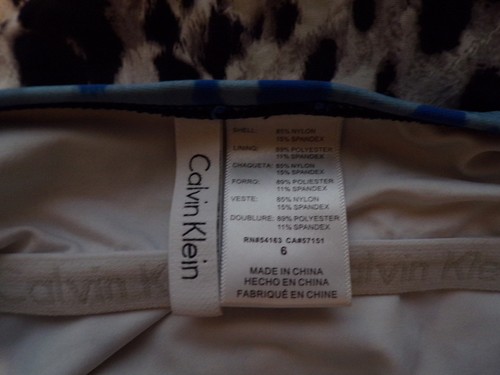 Calvin Klein
SHELL: 85% NYLON
15% SPANDEX
LINING: 89% POLYESTER
11% SPANDEX
CHAQUETA: 85% NYLON
15% SPANDEX
FORRO: 89% POLIESTER
11% SPANDEX
VESTE: 85% NYLON
15% SPANDEX
DOUBLURE: 89% POLYESTER
11% SPANDEX
RN#54163 CA#57151
6
MADE IN CHINA
HECHO EN CHINA
FABRIQUÉ EN CHINE
alvin K